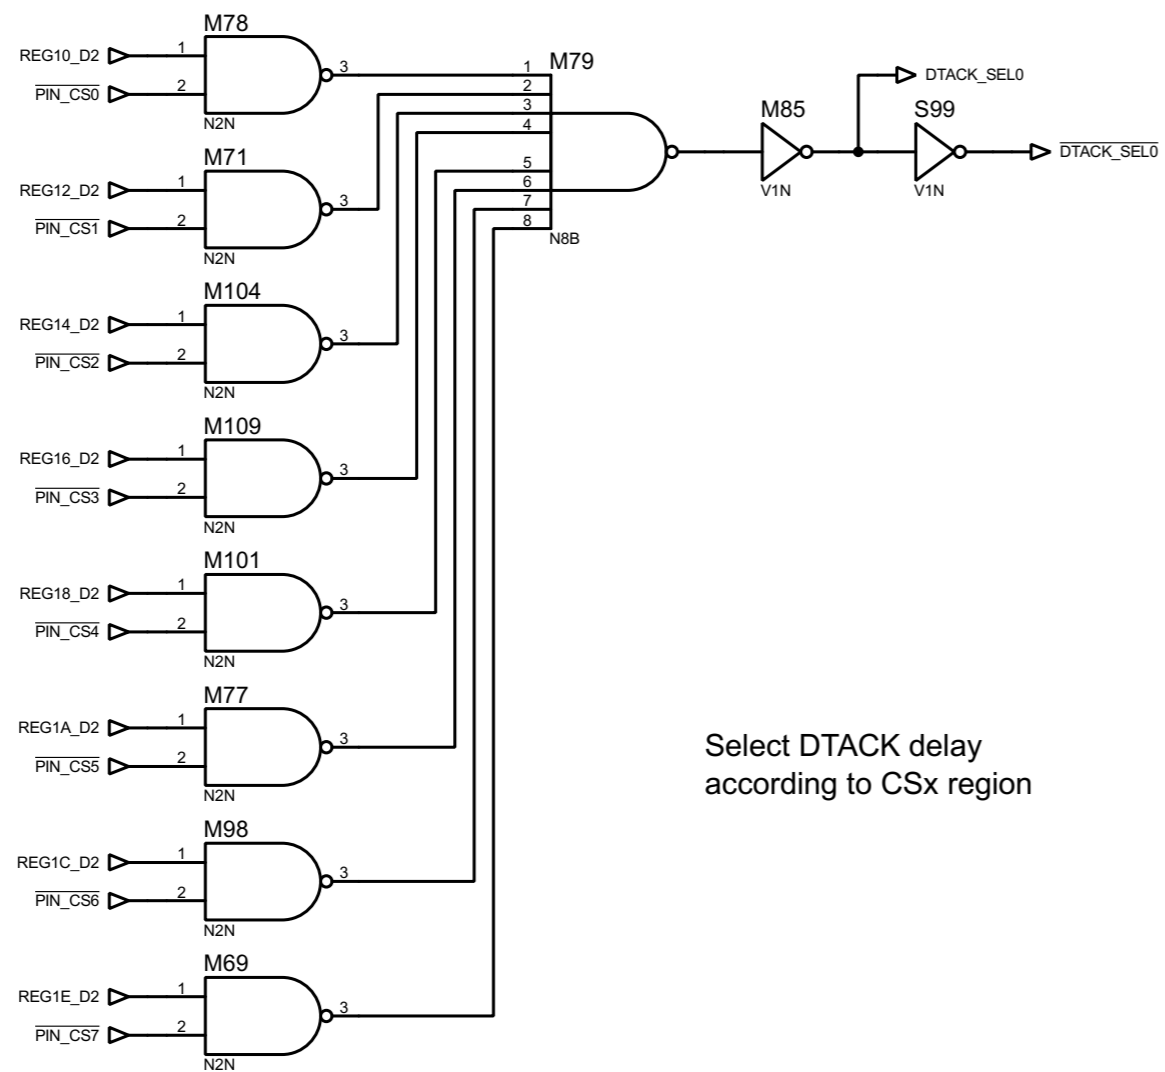 M78
REG10_D2
1
PIN_CS0
2
3
N2N
M71
REG12_D2
1
PIN_CS1
2
3
N2N
M104
REG14_D2
1
PIN_CS2
2
3
N2N
M109
REG16_D2
1
PIN_CS3
2
3
N2N
M101
REG18_D2
1
PIN_CS4
2
3
N2N
M77
REG1A_D2
1
PIN_CS5
2
3
N2N
M98
REG1C_D2
1
PIN_CS6
2
3
N2N
M69
REG1E_D2
1
PIN_CS7
2
3
N2N
M79
1
2
3
4
5
6
7
8
N8B
M85
V1N
DTACK_SEL0
S99
V1N
DTACK_SEL0
Select DTACK delay
according to CSx region